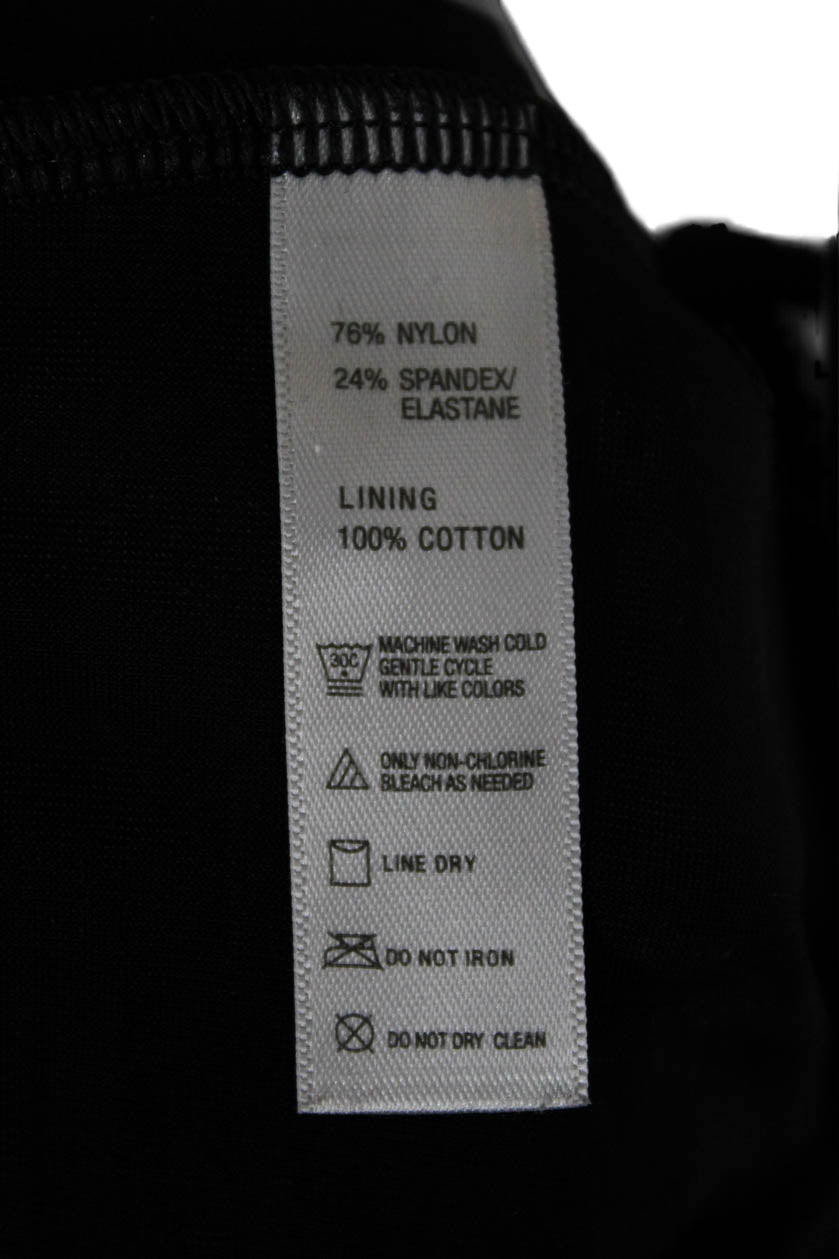 76% NYLON
24% SPANDEX/
ELASTANE
LINING
100% COTTON
30C
MACHINE WASH COLD
GENTLE CYCLE
WITH LIKE COLORS
ONLY NON-CHLORINE
BLEACH AS NEEDED
LINE DRY
DO NOT IRON
DO NOT DRY CLEAN